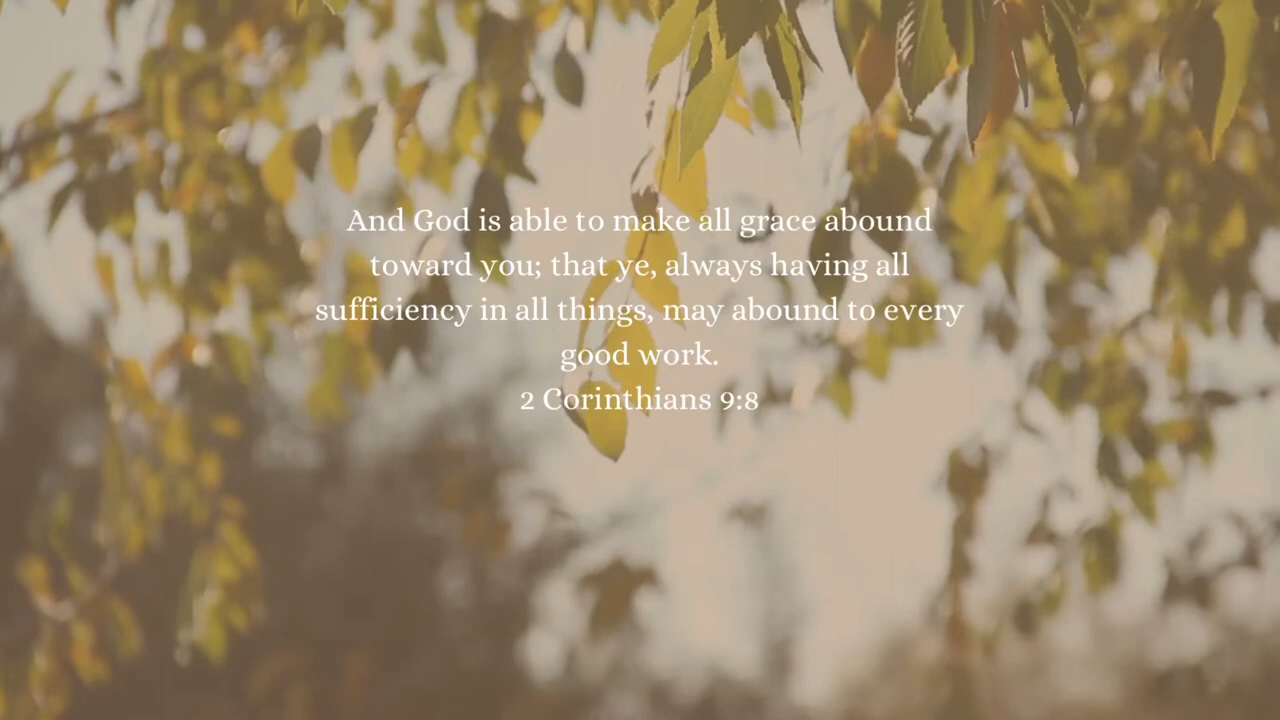 And God is able to make all grace abound
toward you; that ye, always having all
sufficiency in all things, may abound to every
good work.
2 Corinthians 9:8